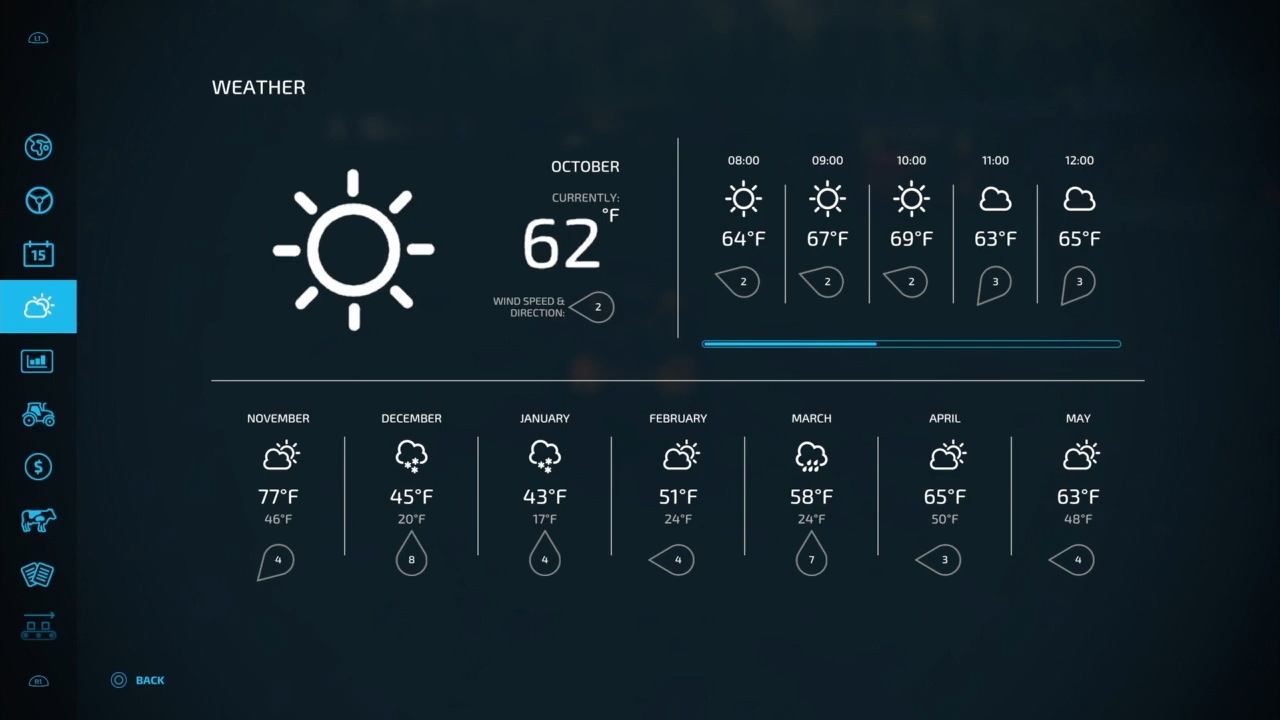 L1
WEATHER
OCTOBER
CURRENTLY:
62 °F
WIND SPEED &
DIRECTION: 2
08:00 09:00 10:00 11:00 12:00
64°F 67°F 69°F 63°F 65°F
2 2 2 3 3
15
NOVEMBER DECEMBER JANUARY FEBRUARY MARCH APRIL MAY
77°F 45°F 43°F 51°F 58°F 65°F 63°F
46°F 20°F 17°F 24°F 24°F 50°F 48°F
4 8 4 4 7 3 4
$
R1
BACK